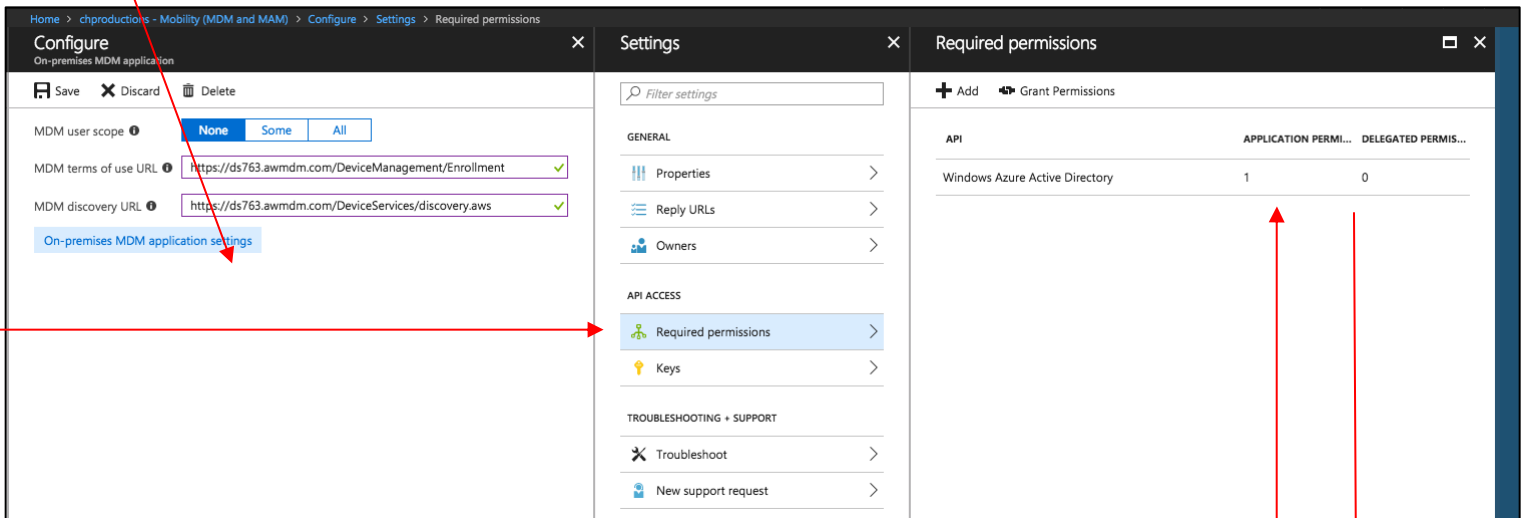 Home > chproductions - Mobility (MDM and MAM) > Configure > Settings > Required permissions
Configure
On-premises MDM application
Save Discard Delete
MDM user scope None Some All
MDM terms of use URL https://ds763.awmdm.com/DeviceManagement/Enrollment
MDM discovery URL https://ds763.awmdm.com/DeviceServices/discovery.aws
On-premises MDM application settings
Settings
Filter settings
GENERAL
Properties
Reply URLs
Owners
API ACCESS
Required permissions
Keys
TROUBLESHOOTING + SUPPORT
Troubleshoot
New support request
Required permissions
Add Grant Permissions
API APPLICATION PERMI... DELEGATED PERMIS...
Windows Azure Active Directory 1 0